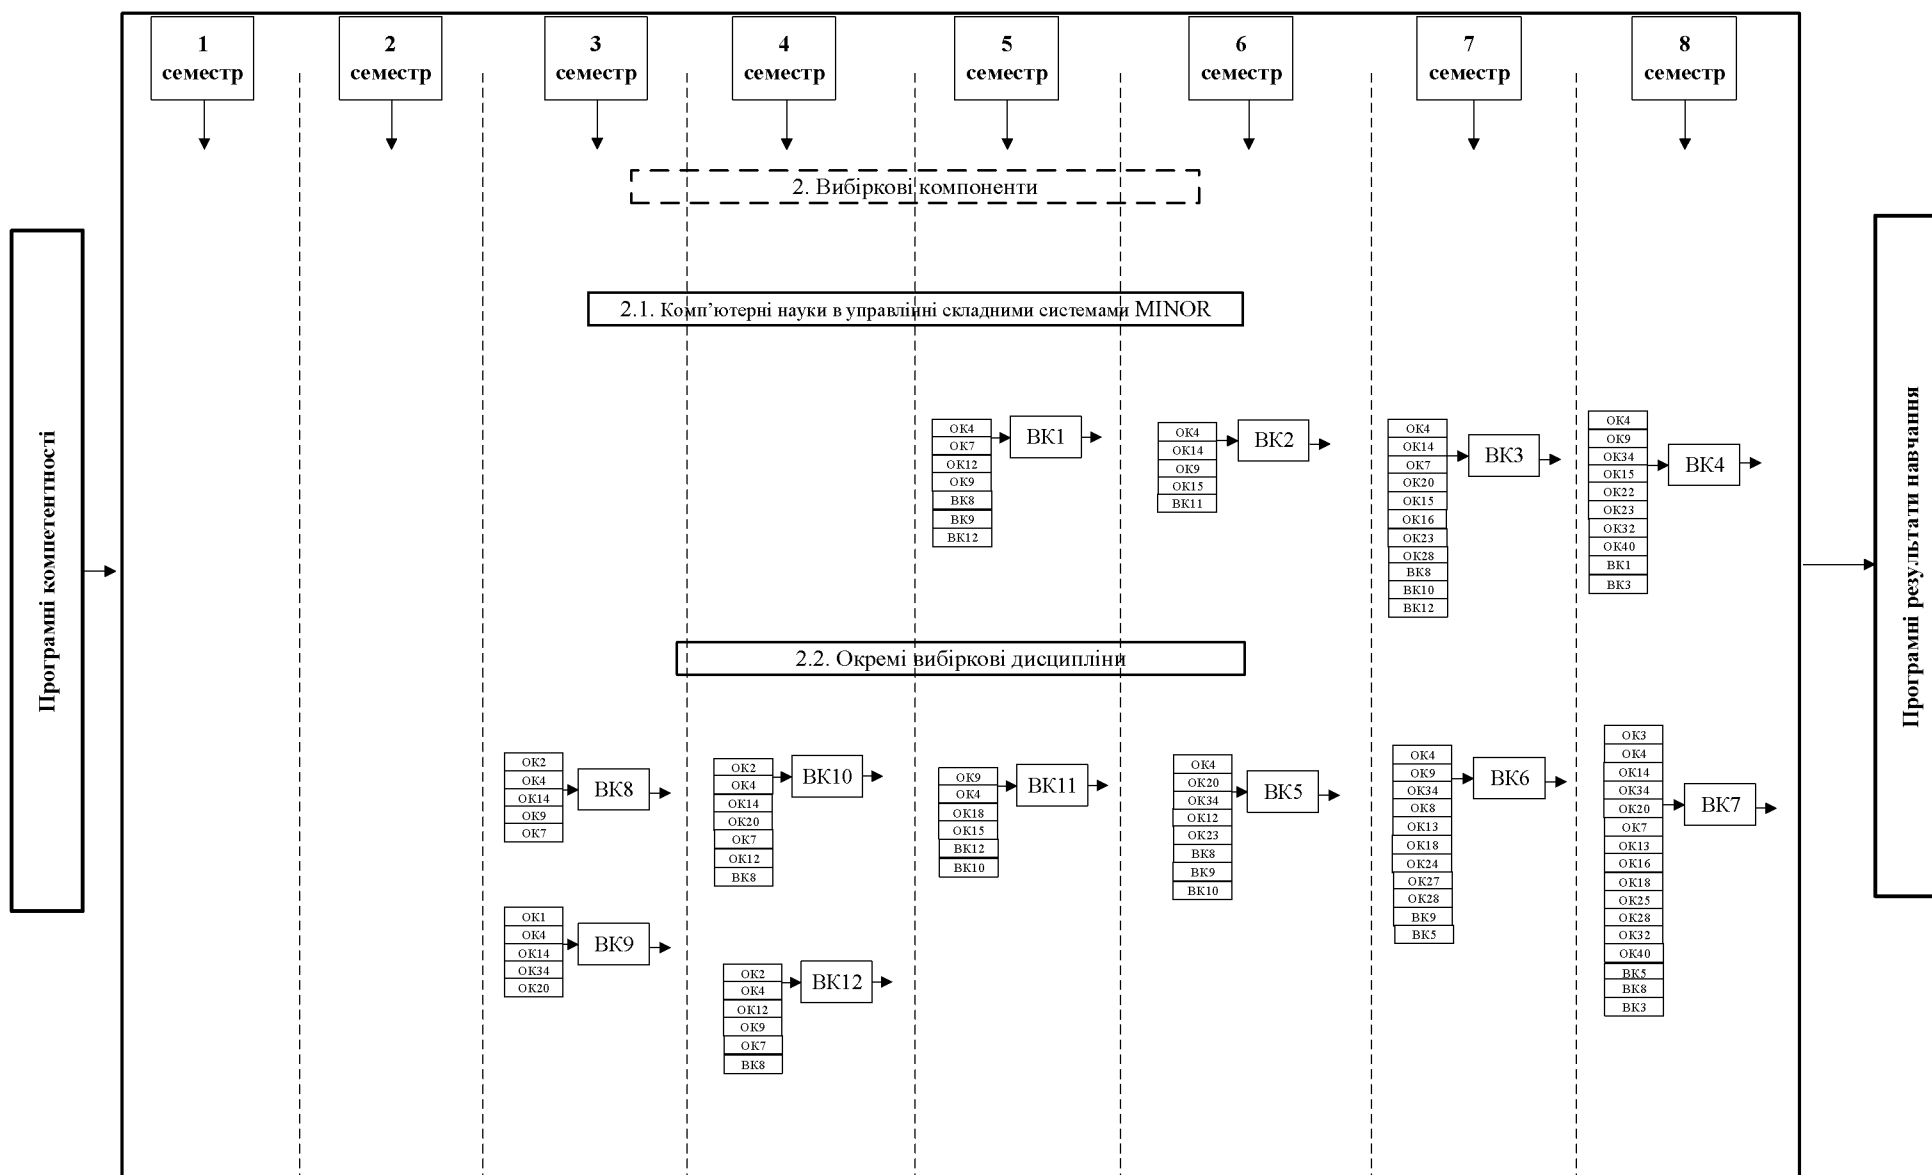 1
семестр
2
семестр
3
семестр
4
семестр
5
семестр
6
семестр
7
семестр
8
семестр
2. Вибіркові компоненти
Програмні компетентності
Програмні результати навчання
2.1. Комп’ютерні науки в управлінні складними системами MINOR
ОК4
ОК7
ОК12
ОК9
ВК8
ВК9
ВК12
ВК1
ОК4
ОК14
ОК9
ОК15
ВК11
ВК2
ОК4
ОК14
ОК7
ОК20
ОК15
ОК16
ОК23
ОК28
ВК8
ВК10
ВК12
ВК3
ОК4
ОК9
ОК34
ОК15
ОК22
ОК23
ОК32
ОК40
ВК1
ВК3
ВК4
2.2. Окремі вибіркові дисципліни
ОК2
ОК4
ОК14
ОК9
ОК7
ВК8
ОК1
ОК4
ОК14
ОК34
ОК20
ВК9
ОК2
ОК4
ОК14
ОК20
ОК7
ОК12
ВК8
ВК10
ОК2
ОК4
ОК12
ОК9
ОК7
ВК8
ВК12
ОК9
ОК4
ОК18
ОК15
ВК12
ВК10
ВК11
ОК4
ОК20
ОК34
ОК12
ОК23
ВК8
ВК9
ВК10
ВК5
ОК4
ОК9
ОК34
ОК8
ОК13
ОК18
ОК24
ОК27
ОК28
ВК9
ВК5
ВК6
ОК3
ОК4
ОК14
ОК34
ОК20
ОК7
ОК13
ОК16
ОК18
ОК25
ОК28
ОК32
ОК40
ВК5
ВК8
ВК3
ВК7